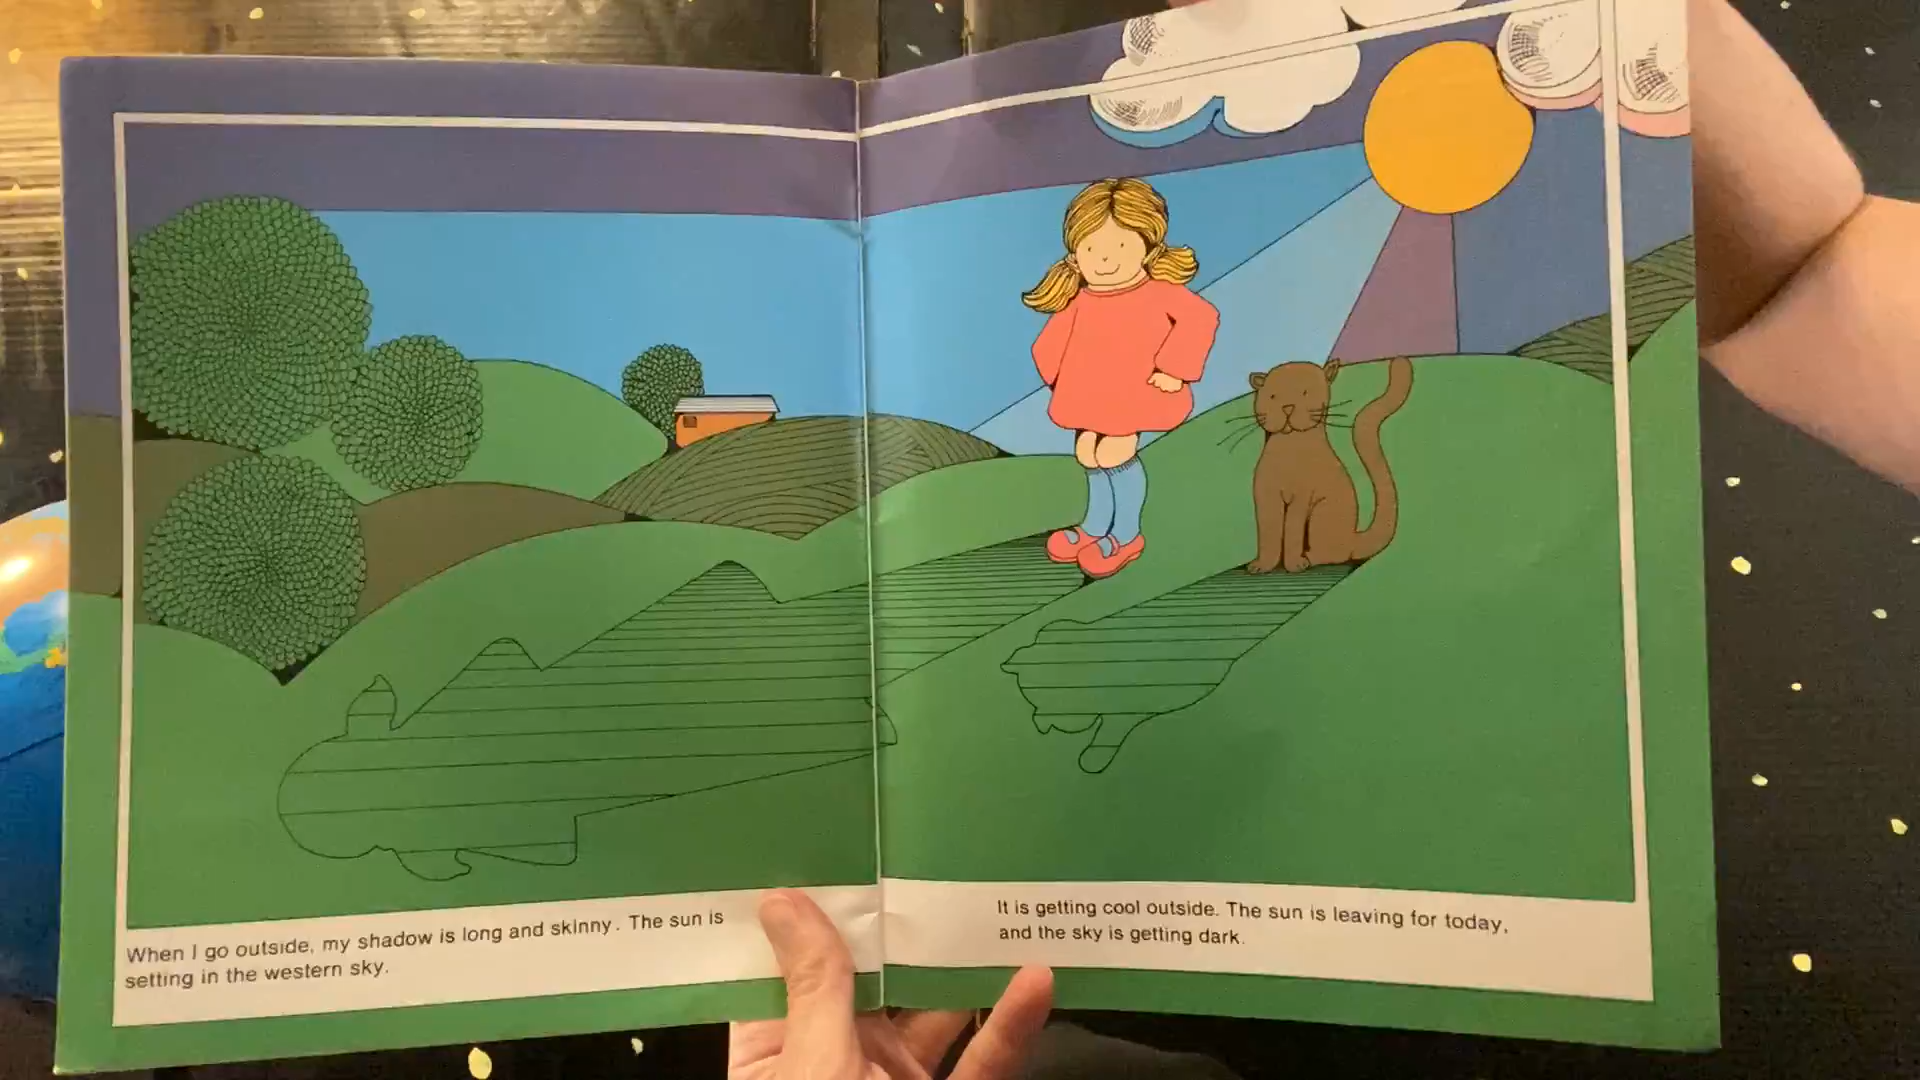 When I go outside, my shadow is long and skinny. The sun is
setting in the western sky.
It is getting cool outside. The sun is leaving for today,
and the sky is getting dark.